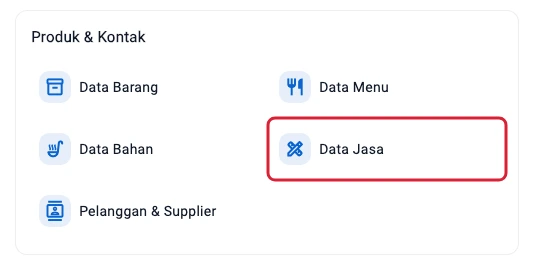 Produk & Kontak
Data Barang
Data Menu
Data Bahan
Data Jasa
Pelanggan & Supplier